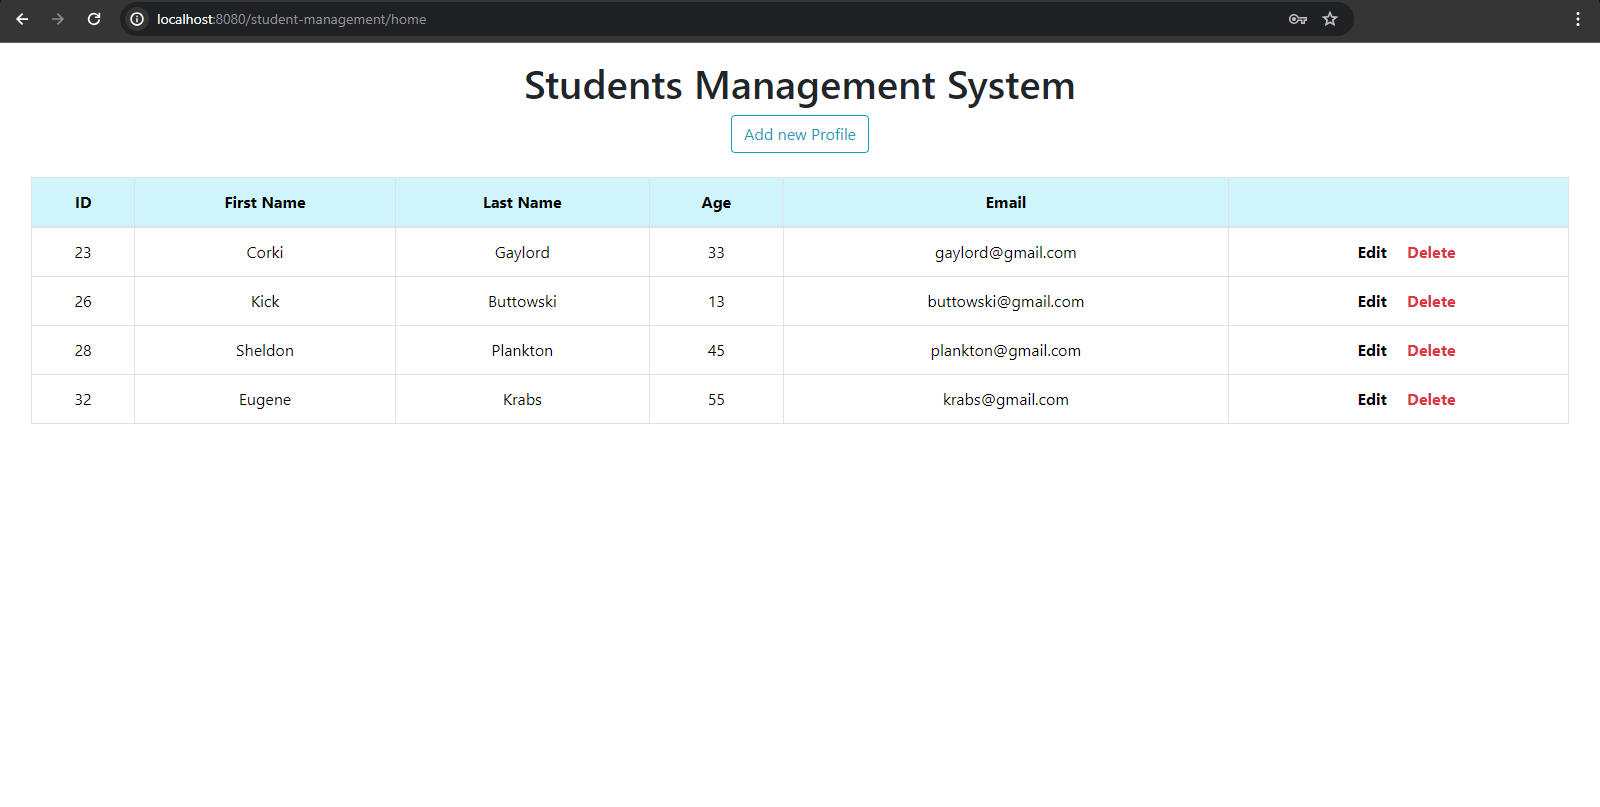 localhost:8080/student-management/home
Students Management System
Add new Profile
ID First Name Last Name Age Email
23 Corki Gaylord 33 gaylord@gmail.com Edit Delete
26 Kick Buttowski 13 buttowski@gmail.com Edit Delete
28 Sheldon Plankton 45 plankton@gmail.com Edit Delete
32 Eugene Krabs 55 krabs@gmail.com Edit Delete